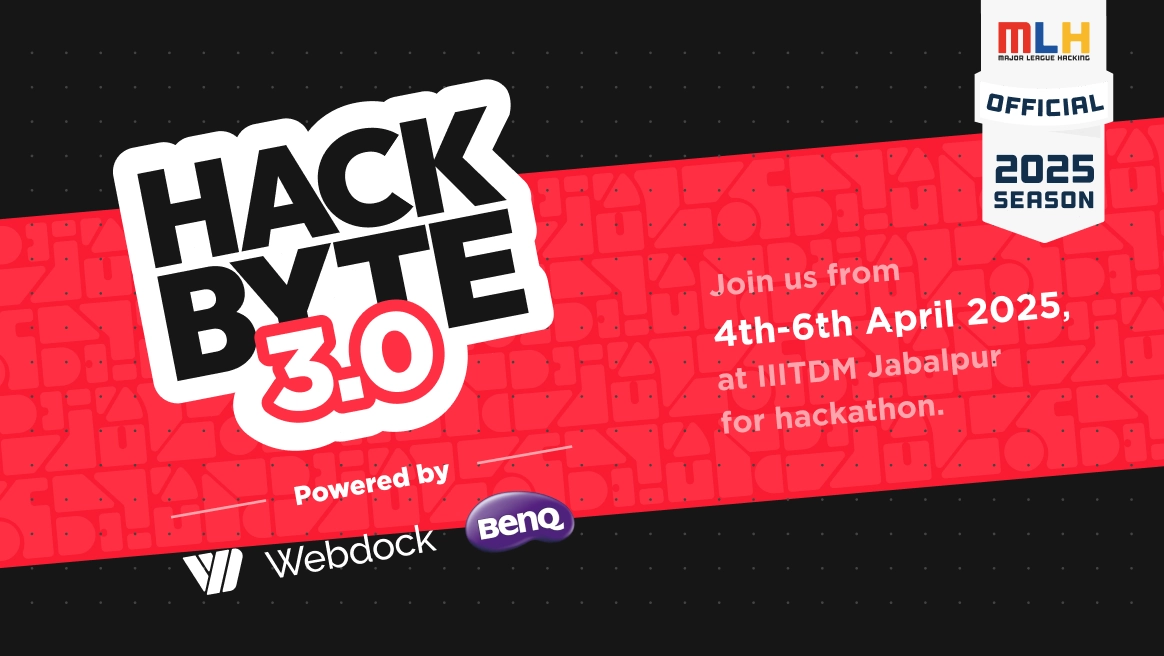 MLH
MAJOR LEAGUE HACKING
OFFICIAL
2025
SEASON
HACK
BYTE
3.0
Join us from
4th-6th April 2025,
at IIITDM Jabalpur
for hackathon.
Powered by
Webdock
BenQ